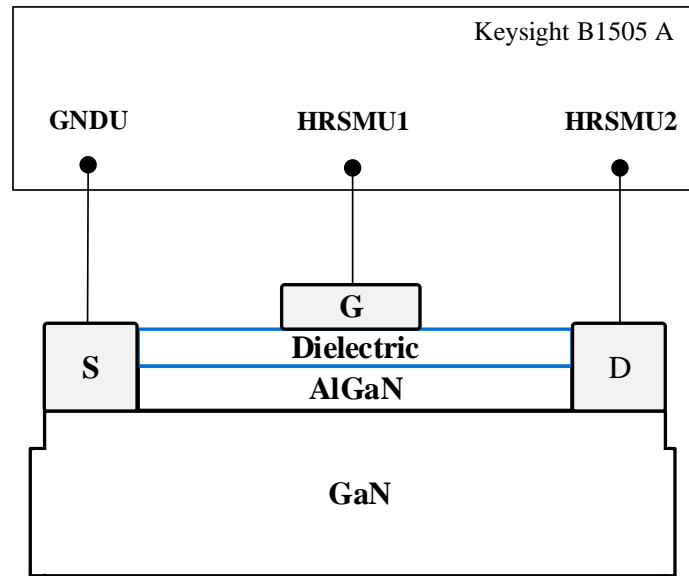 Keysight B1505 A
GNDU HRSMU1 HRSMU2
G
Dielectric
S AlGaN D
GaN